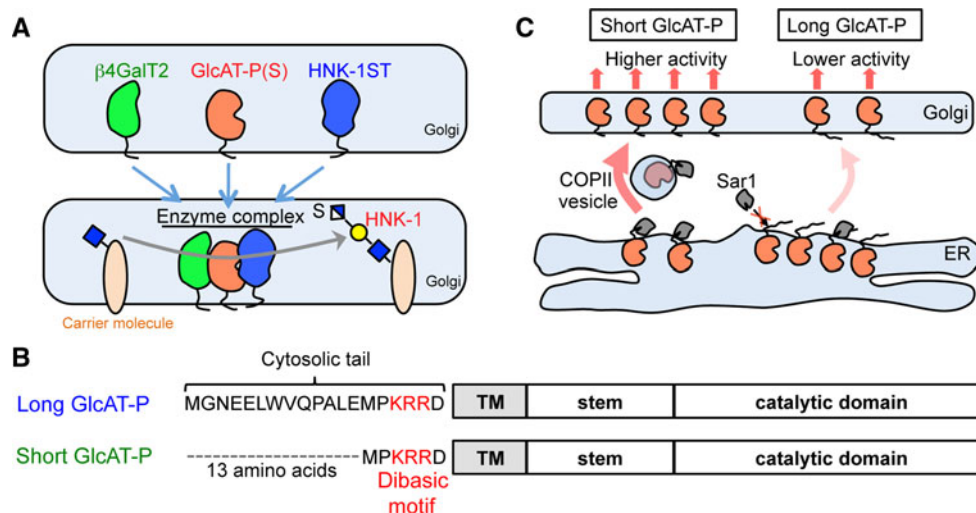 A
β4GalT2 GlcAT-P(S) HNK-1ST
Golgi
Enzyme complex
S
HNK-1
Golgi
Carrier molecule
C
Short GlcAT-P Long GlcAT-P
Higher activity Lower activity
Golgi
COPII
vesicle
Sar1
ER
B
Cytosolic tail
Long GlcAT-P MGNEELWVQPALEMPKRRD TM stem catalytic domain
Short GlcAT-P MPKRRD TM stem catalytic domain
13 amino acids
Dibasic
motif